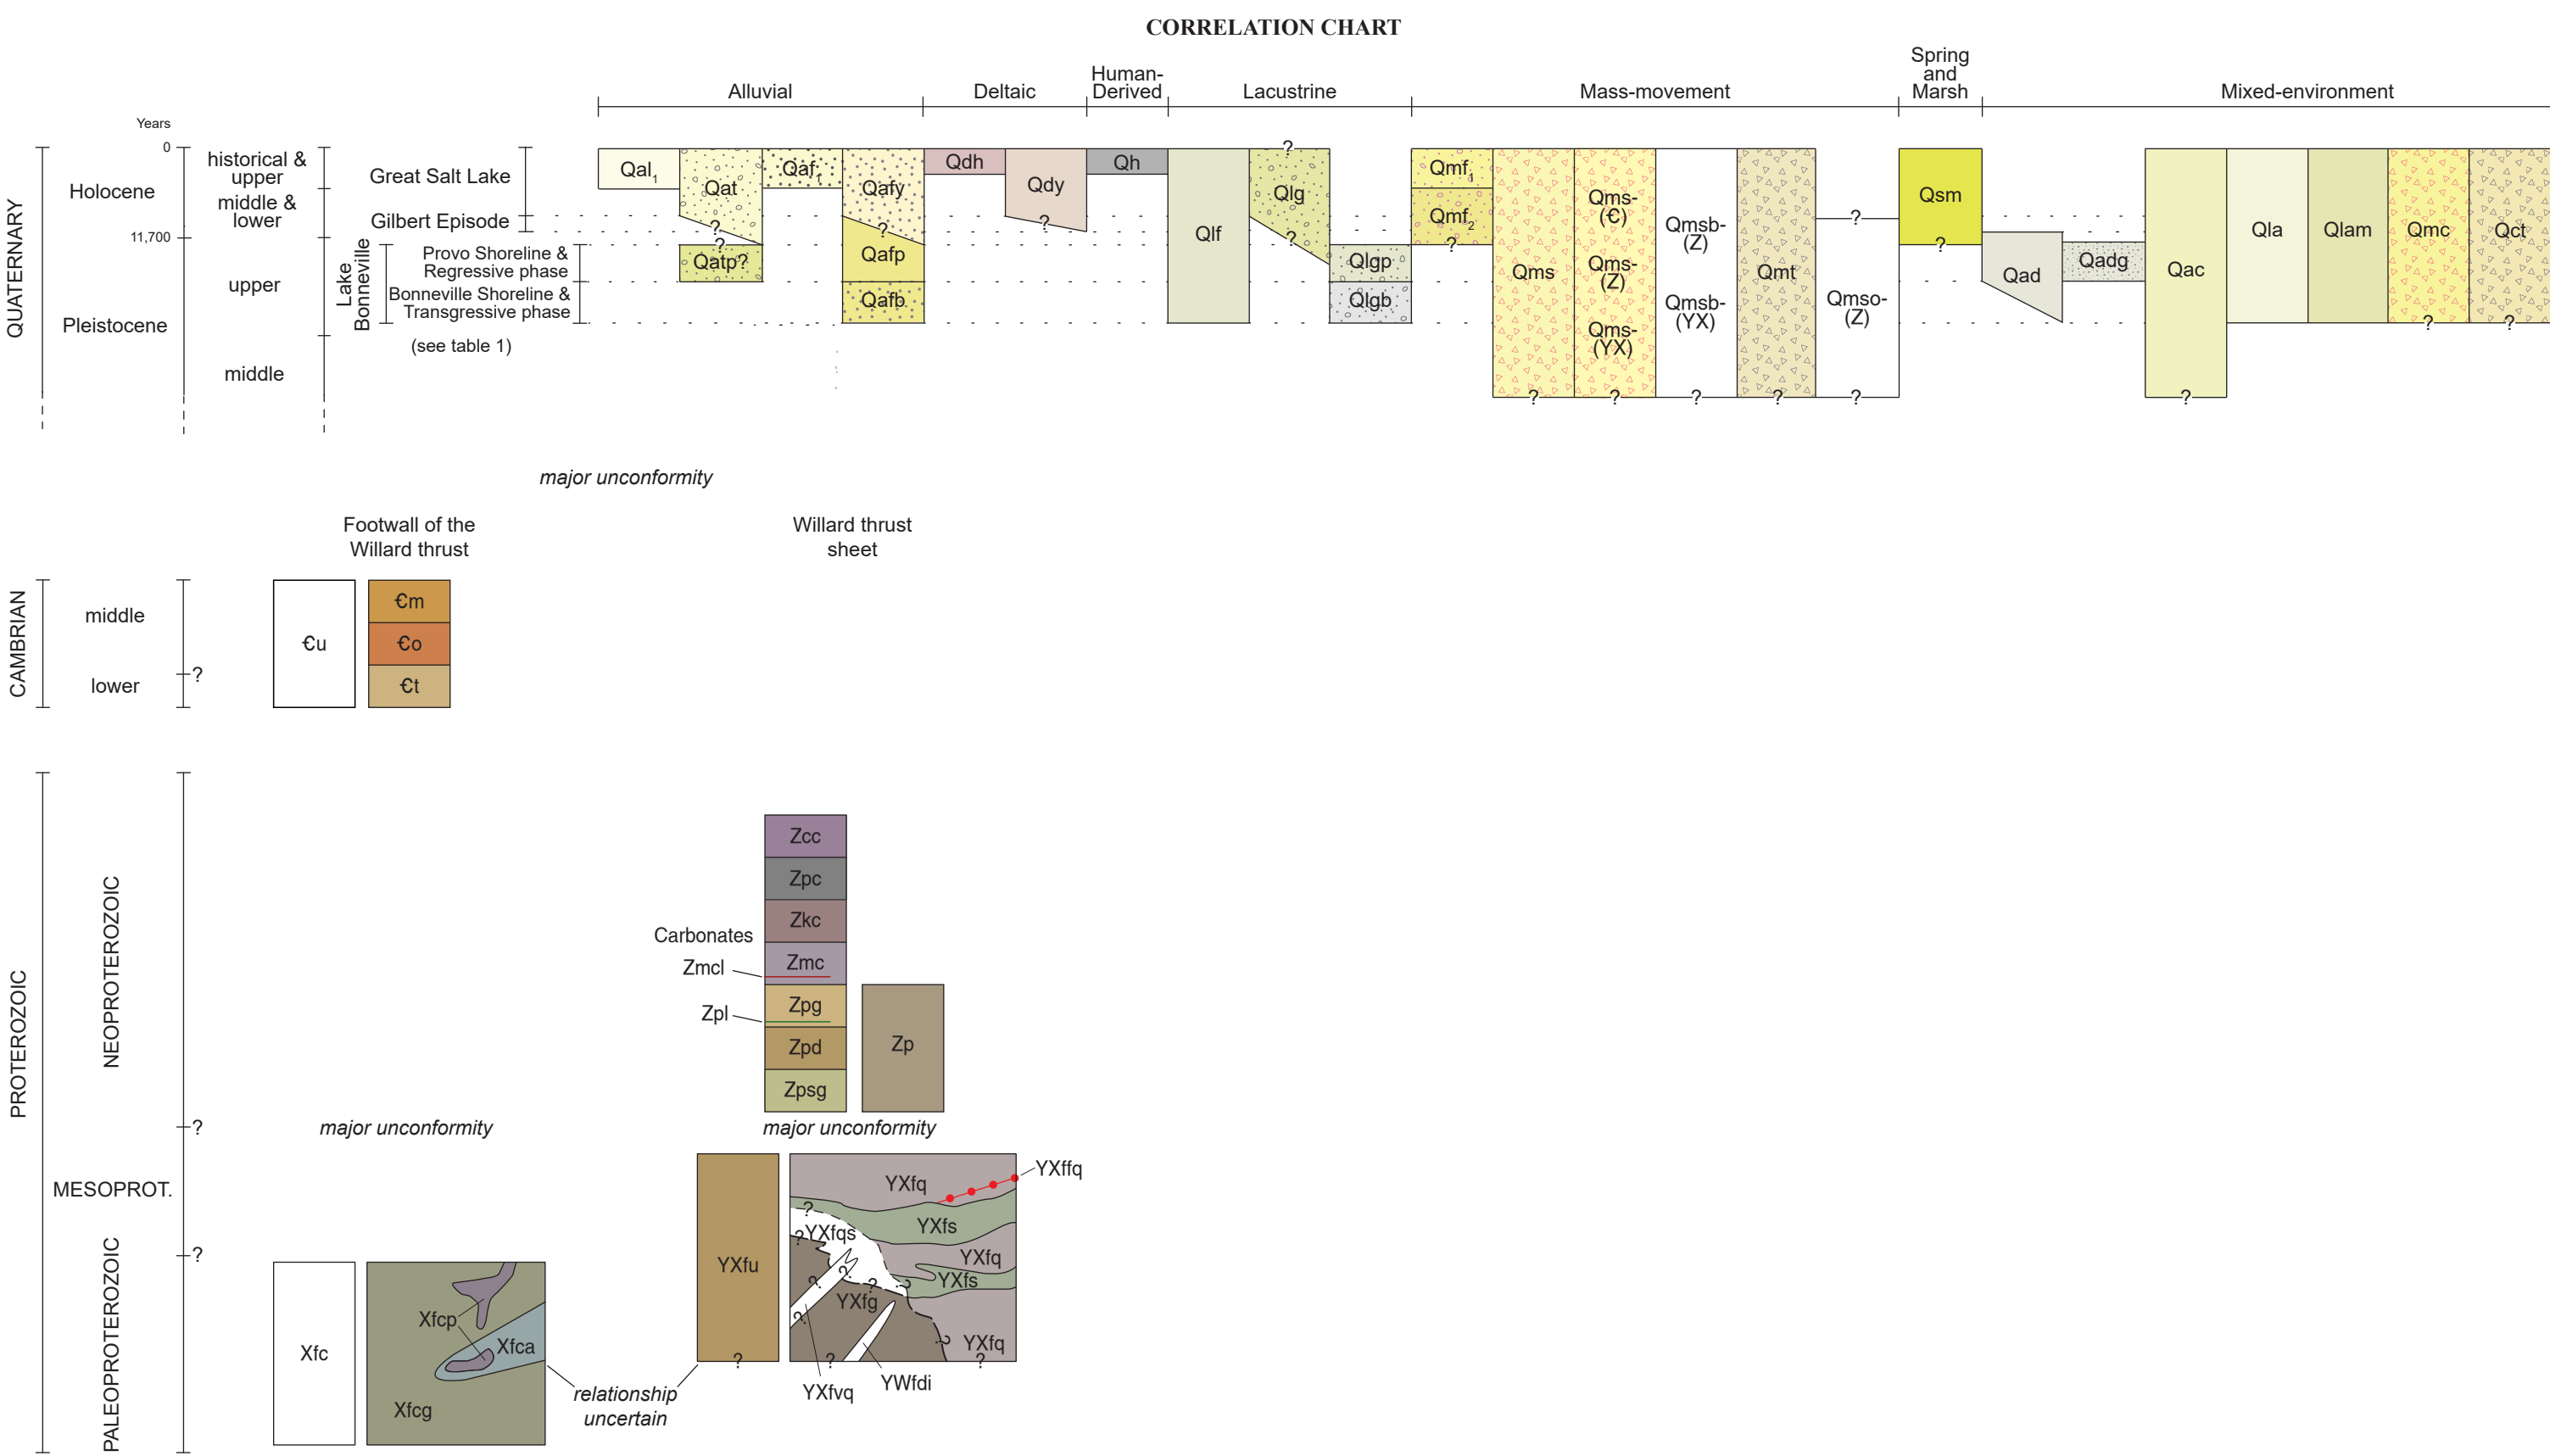 CORRELATION CHART
Spring
and
Marsh
Human-
Derived
Alluvial
Deltaic
Lacustrine
Mass-movement
Mixed-environment
Years
0
11,700
QUATERNARY
Holocene
Pleistocene
historical &
upper
middle &
lower
upper
middle
Great Salt Lake
Gilbert Episode
Lake
Bonneville
Provo Shoreline &
Regressive phase
Bonneville Shoreline &
Transgressive phase
(see table 1)
Qal1
Qat
?
?
Qatp?
Qaf1
Qafy
?
Qafp
Qafb
Qdh
Qdy
?
Qh
Qlf
?
Qlg
?
Qlgp
Qlgb
Qmf1
Qmf2
?
Qms
?
Qms-
(Є)
Qms-
(Z)
Qms-
(YX)
?
Qmsb-
(Z)
Qmsb-
(YX)
?
Qmt
?
?
Qmso-
(Z)
?
Qsm
?
Qad
Qadg
Qac
?
Qla
Qlam
Qmc
?
Qct
?
major unconformity
Footwall of the
Willard thrust
Willard thrust
sheet
CAMBRIAN
middle
lower
?
Єu
Єm
Єo
Єt
PROTEROZOIC
NEOPROTEROZOIC
MESOPROT.
PALEOPROTEROZOIC
?
?
Zcc
Zpc
Zkc
Carbonates
Zmc
Zmcl
Zpg
Zpl
Zpd
Zpsg
Zp
major unconformity
major unconformity
Xfc
Xfcp
Xfca
Xfcg
relationship
uncertain
YXfu
?
YXfq
YXffq
?
YXfs
?
YXfqs
YXfq
YXfs
?
?
?
?
YXfg
?
?
YXfq
?
?
YXfvq
YWfdi